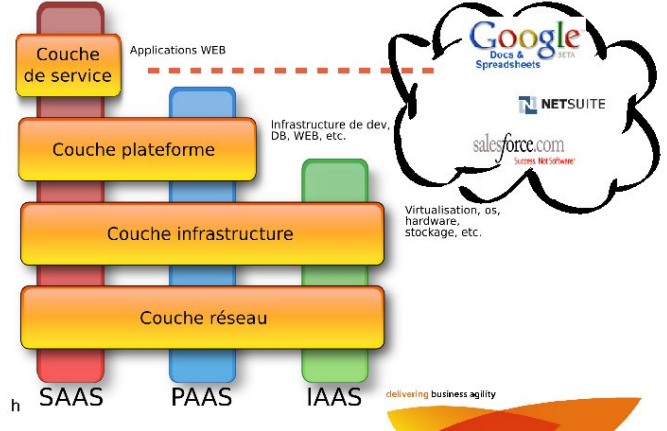 Couche
de service
Applications WEB
Google
BETA
Docs &
Spreadsheets
NETSUITE
salesforce.com
Success. Not Software.
Couche plateforme
Infrastructure de dev,
DB, WEB, etc.
Couche infrastructure
Virtualisation, os,
hardware,
stockage, etc.
Couche réseau
h
SAAS
PAAS
IAAS
delivering business agility